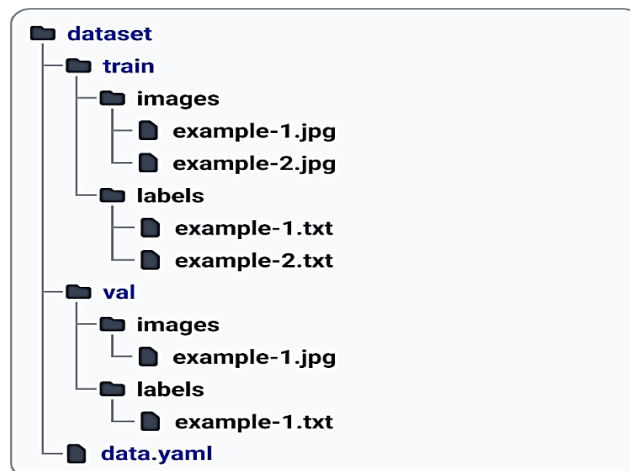 dataset
train
images
example-1.jpg
example-2.jpg
labels
example-1.txt
example-2.txt
val
images
example-1.jpg
labels
example-1.txt
data.yaml